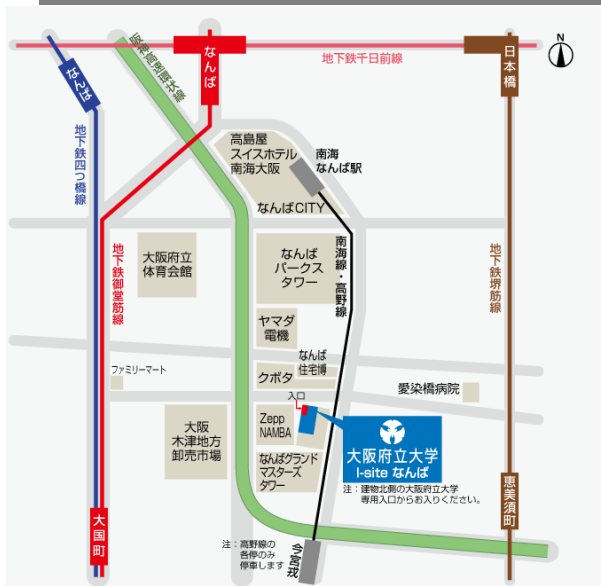 なんば
阪神高速環状線
なんば
地下鉄千日前線
日本橋
N
地下鉄四つ橋線
高島屋
スイスホテル
南海大阪
南海
なんば駅
なんばCITY
地下鉄御堂筋線
大阪府立
体育会館
なんば
パークス
タワー
南海線・高野線
地下鉄堺筋線
ヤマダ
電機
なんば
住宅博
ファミリーマート
クボタ
愛染橋病院
入口
大阪
木津地方
卸売市場
Zepp
NAMBA
大阪府立大学
I-site なんば
なんばグランド
マスターズ
タワー
注：建物北側の大阪府立大学
専用入口からお入りください。
恵美須町
大国町
注：高野線の
各停のみ
停車します
今宮戎